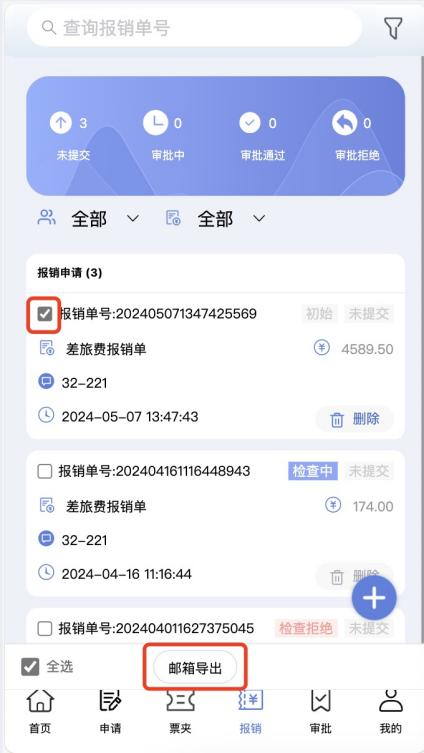 查询报销单号
3 0 0 0
未提交 审批中 审批通过 审批拒绝
全部 全部
报销申请 (3)
报销单号:202405071347425569 初始 未提交
差旅费报销单 4589.50
32-221
2024-05-07 13:47:43 删除
报销单号:202404161116448943 检查中 未提交
差旅费报销单 174.00
32-221
2024-04-16 11:16:44 删除
报销单号:202404011627375045 检查拒绝 未提交
全选 邮箱导出
首页 申请 票夹 报销 审批 我的